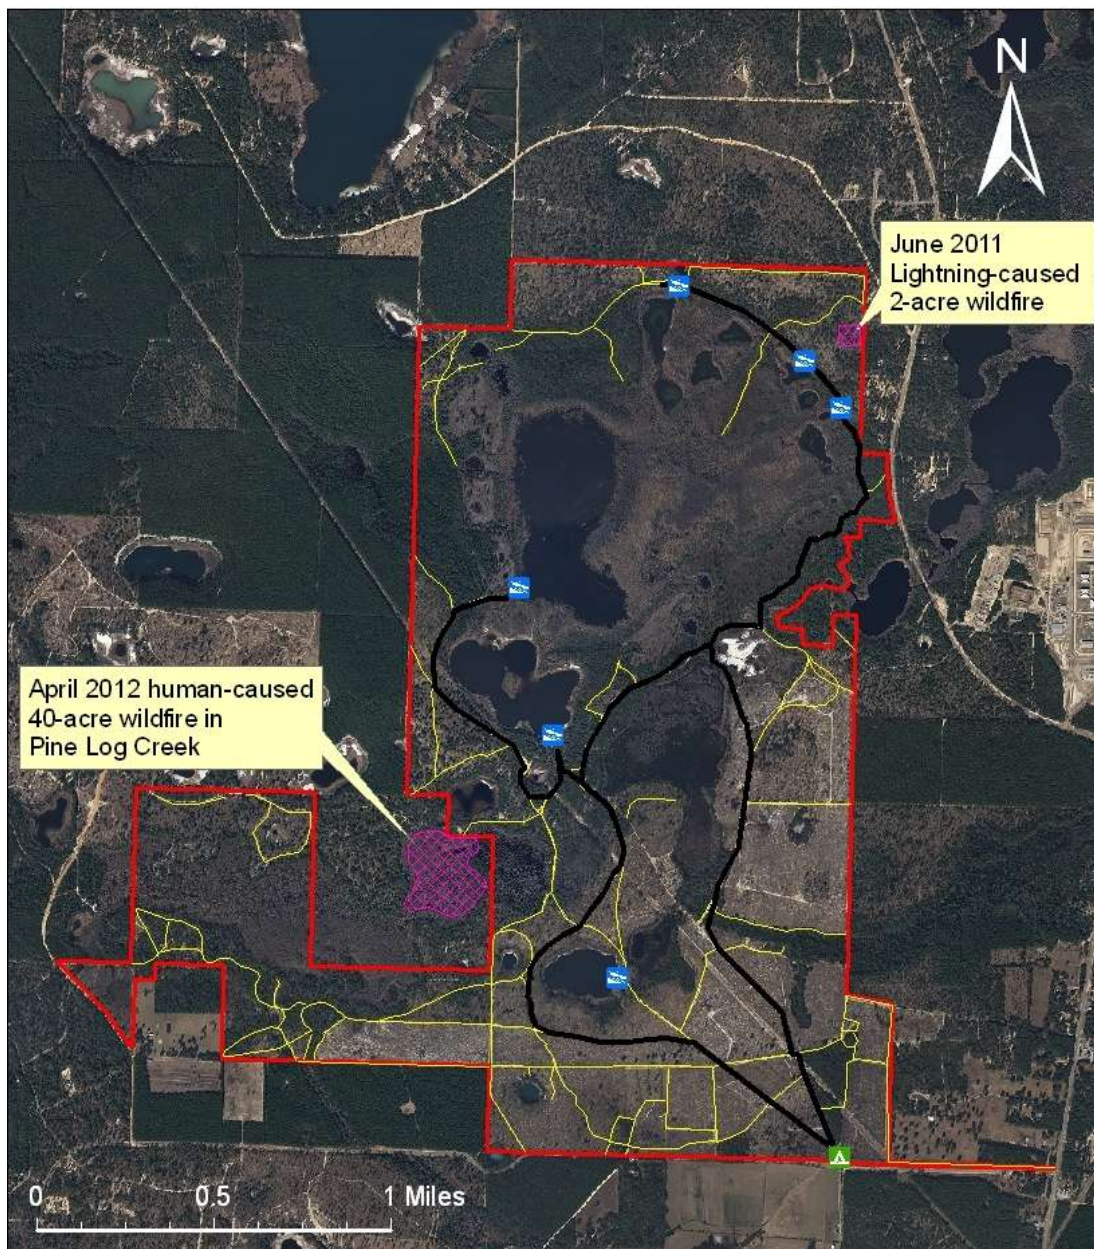 N
June 2011
Lightning-caused
2-acre wildfire
April 2012 human-caused
40-acre wildfire in
Pine Log Creek
0 0.5 1 Miles